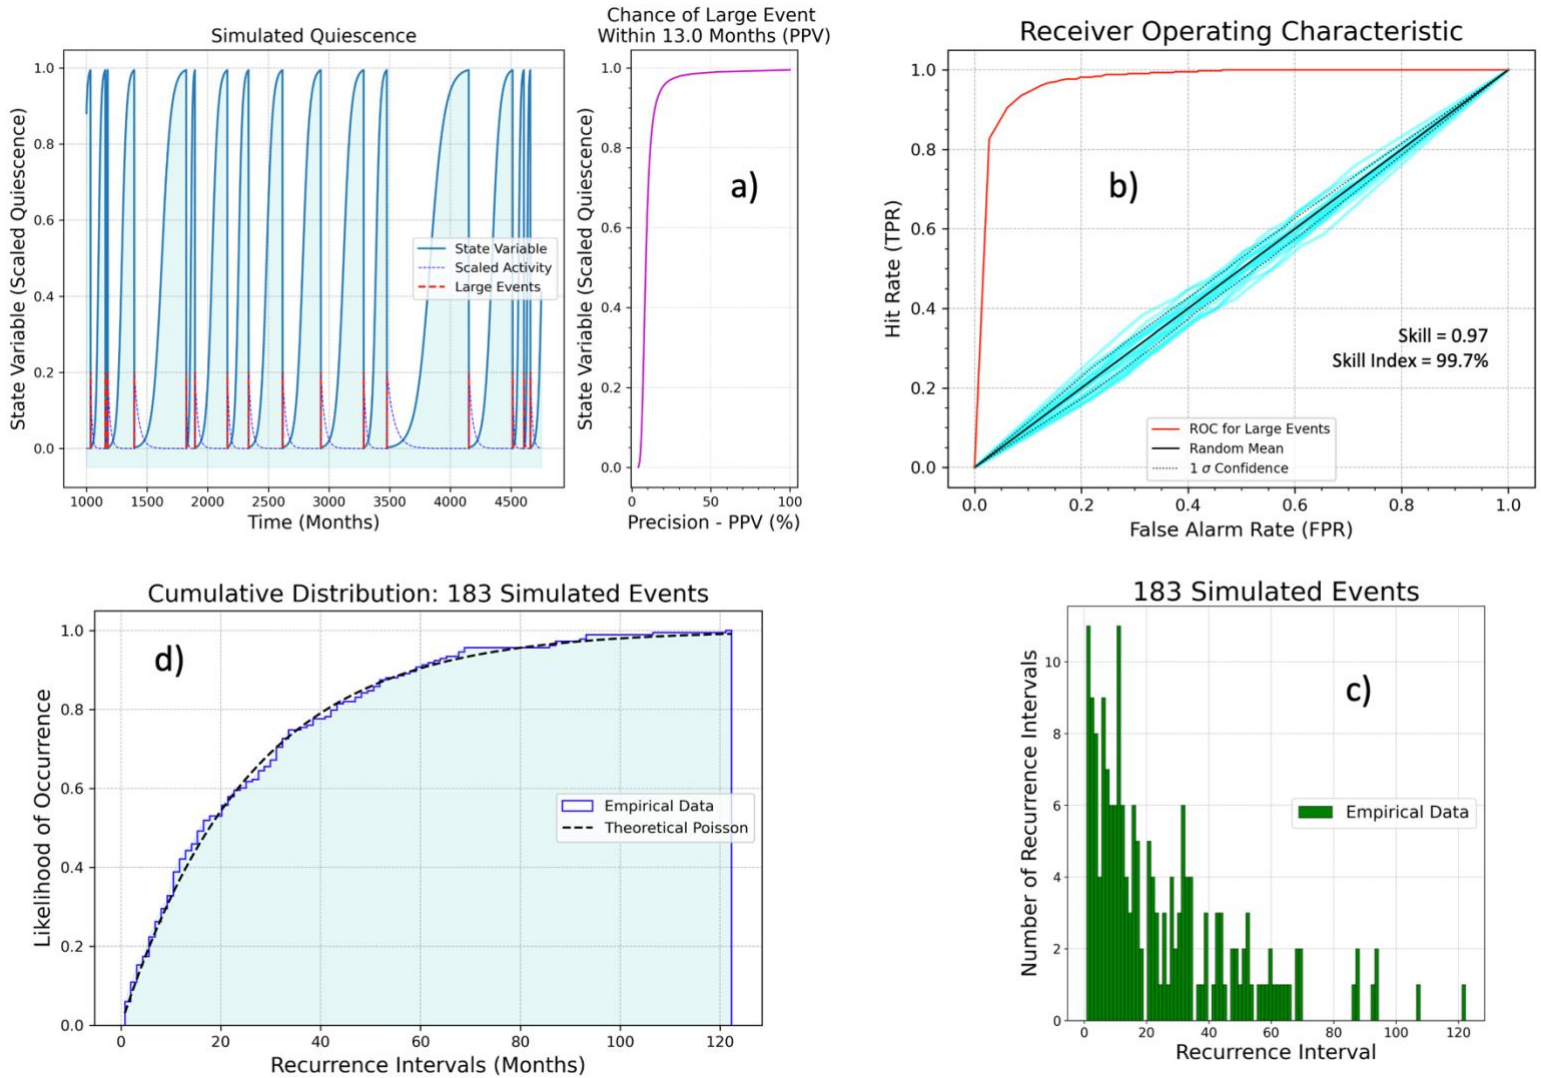 Simulated Quiescence
State Variable (Scaled Quiescence)
1.0
0.8
0.6
0.4
0.2
0.0
State Variable
Scaled Activity
Large Events
1000 1500 2000 2500 3000 3500 4000 4500
Time (Months)
Chance of Large Event
Within 13.0 Months (PPV)
State Variable (Scaled Quiescence)
1.0
0.8
0.6
0.4
0.2
0.0
a)
0 50 100
Precision - PPV (%)
Receiver Operating Characteristic
Hit Rate (TPR)
1.0
0.8
0.6
0.4
0.2
0.0
b)
Skill = 0.97
Skill Index = 99.7%
ROC for Large Events
Random Mean
1 σ Confidence
0.0 0.2 0.4 0.6 0.8 1.0
False Alarm Rate (FPR)
Cumulative Distribution: 183 Simulated Events
Likelihood of Occurrence
1.0
0.8
0.6
0.4
0.2
0.0
d)
Empirical Data
Theoretical Poisson
0 20 40 60 80 100 120
Recurrence Intervals (Months)
183 Simulated Events
Number of Recurrence Intervals
10
8
6
4
2
0
c)
Empirical Data
0 20 40 60 80 100 120
Recurrence Interval